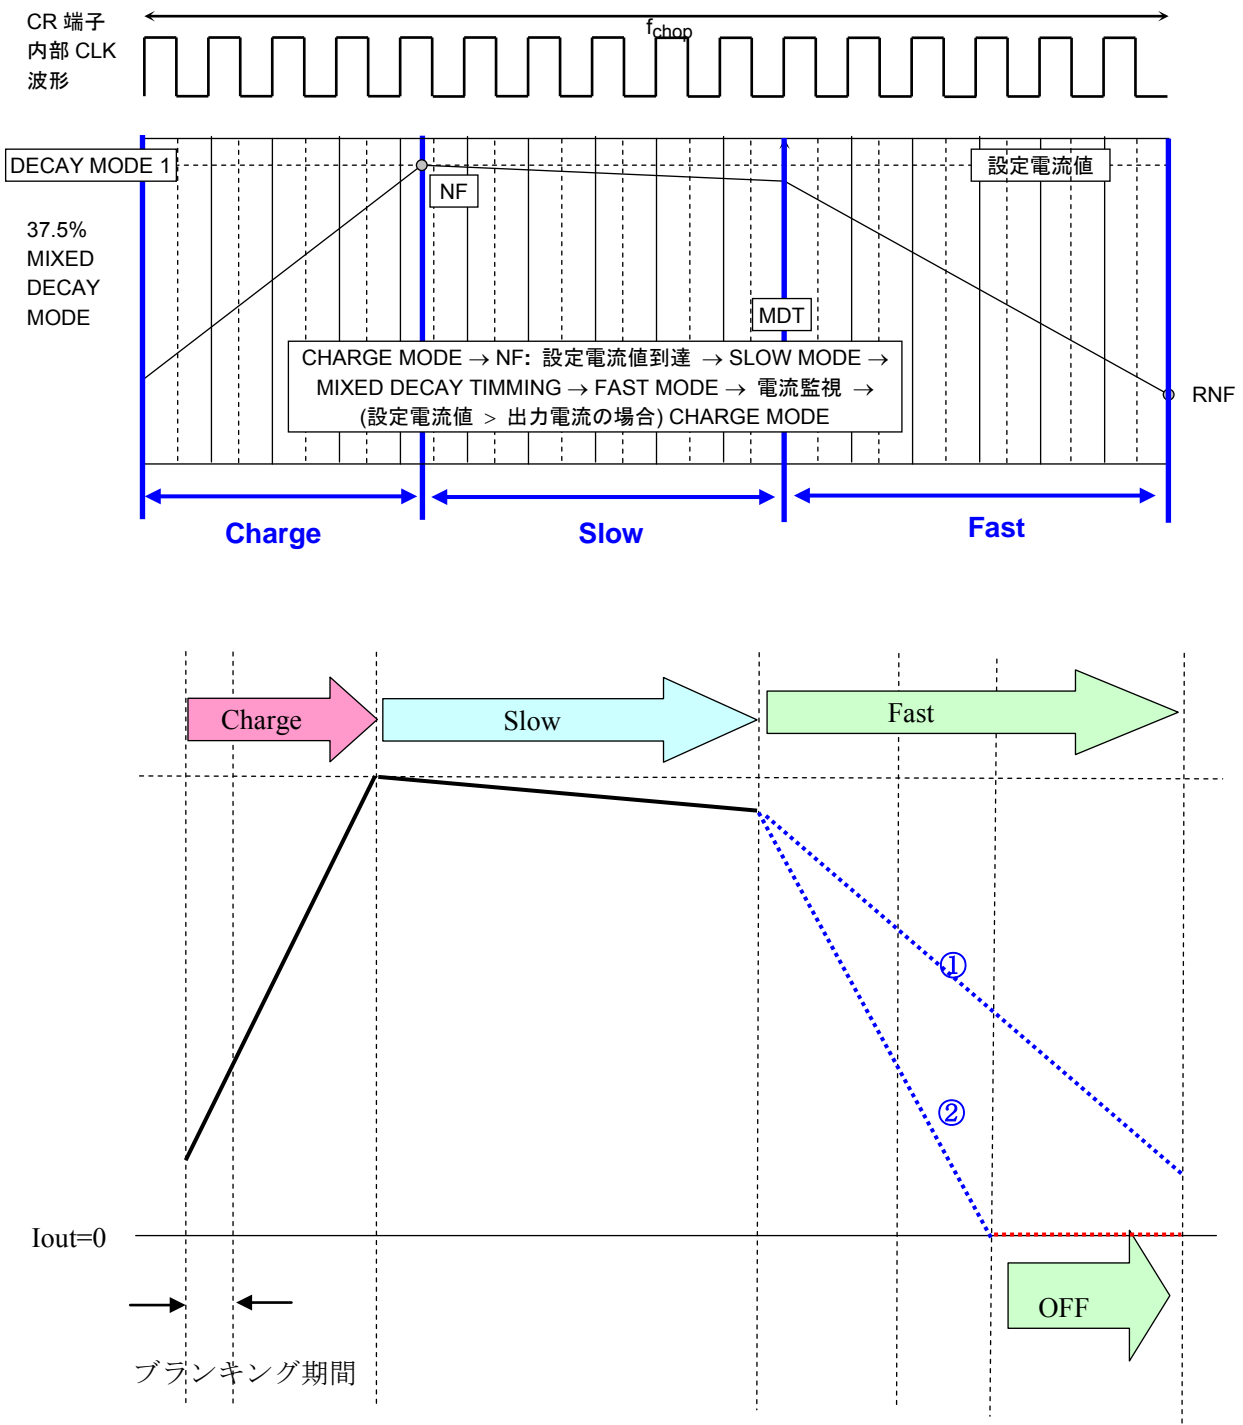 CR 端子
内部 CLK
波形
fchop
DECAY MODE 1
設定電流値
NF
37.5%
MIXED
DECAY
MODE
MDT
CHARGE MODE → NF: 設定電流値到達 → SLOW MODE →
MIXED DECAY TIMMING → FAST MODE → 電流監視 →
(設定電流値 > 出力電流の場合) CHARGE MODE
RNF
Charge
Slow
Fast
Charge
Slow
Fast
①
②
Iout=0
OFF
ブランキング期間